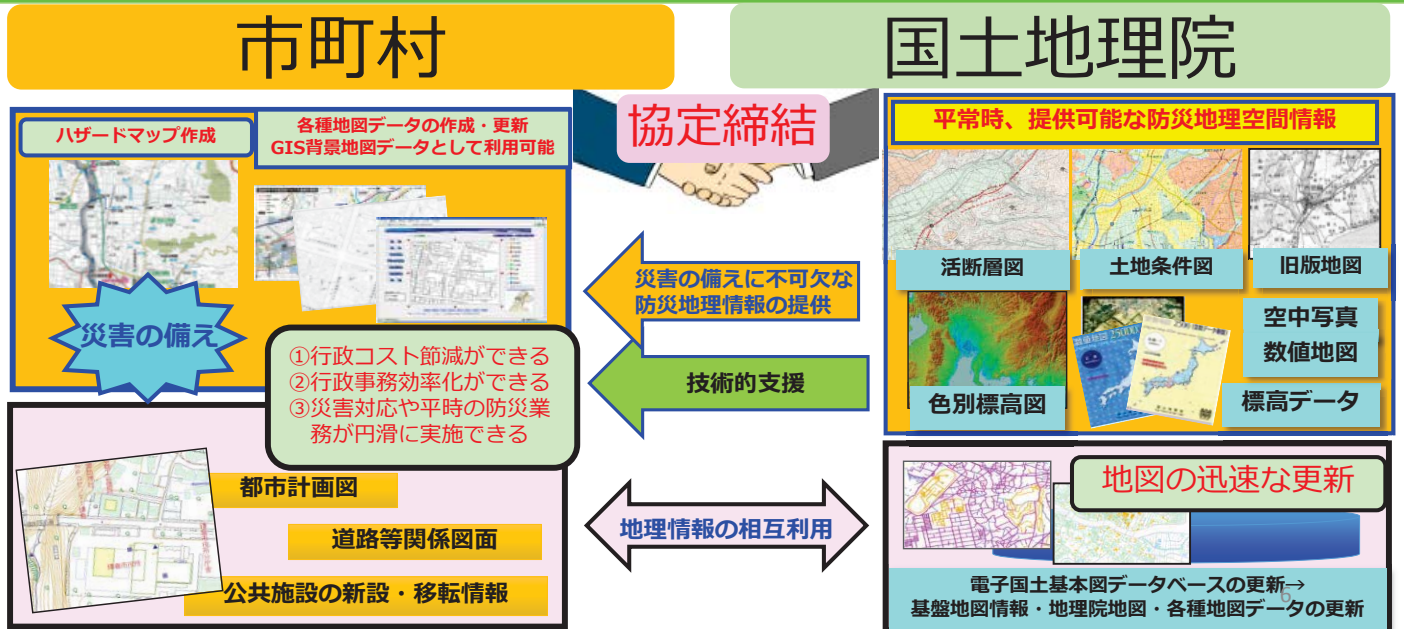 市町村
国土地理院
協定締結
ハザードマップ作成
各種地図データの作成・更新
GIS背景地図データとして利用可能
災害の備え
①行政コスト節減ができる
②行政事務効率化ができる
③災害対応や平時の防災業
務が円滑に実施できる
都市計画図
道路等関係図面
公共施設の新設・移転情報
災害の備えに不可欠な
防災地理情報の提供
技術的支援
地理情報の相互利用
平常時、提供可能な防災地理空間情報
活断層図
土地条件図
旧版地図
色別標高図
数値地図 25000
空中写真
数値地図
標高データ
地図の迅速な更新
電子国土基本図データベースの更新→
基盤地図情報・地理院地図・各種地図データの更新
6